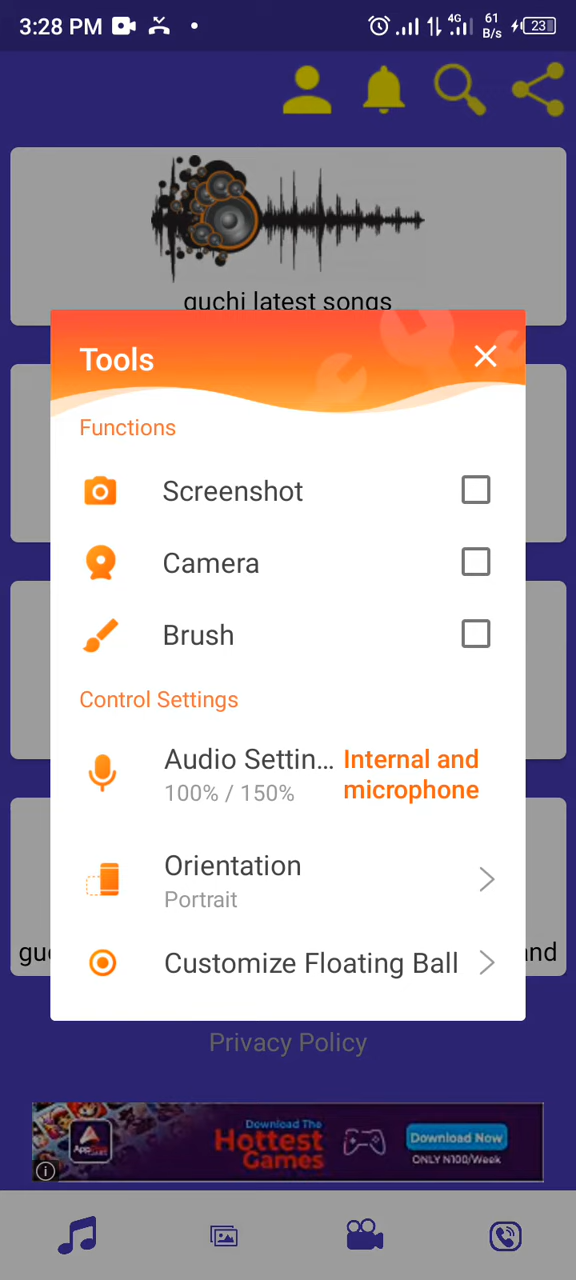 3:28 PM
4G
61
B/s
23
guchi latest songs
Tools
Functions
Screenshot
Camera
Brush
Control Settings
Audio Settin... Internal and
100% / 150% microphone
Orientation
Portrait
Customize Floating Ball
Privacy Policy
Download The
Hottest
Games
Download Now
ONLY N100/Week